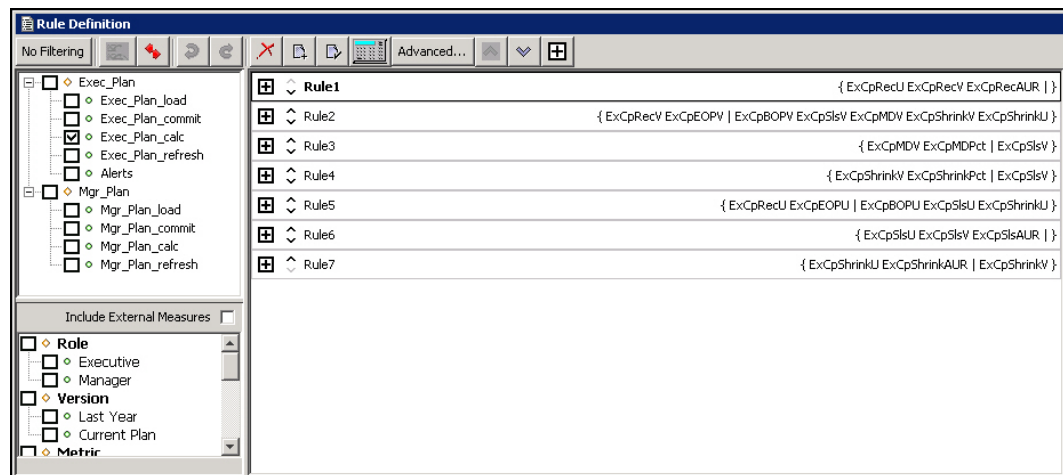 Rule Definition
No Filtering Advanced...
Exec_Plan
Exec_Plan_load
Exec_Plan_commit
Exec_Plan_calc
Exec_Plan_refresh
Alerts
Mgr_Plan
Mgr_Plan_load
Mgr_Plan_commit
Mgr_Plan_calc
Mgr_Plan_refresh
Include External Measures
Role
Executive
Manager
Version
Last Year
Current Plan
Metric
Rule1 { ExCpRecU ExCpRecV ExCpRecAUR | }
Rule2 { ExCpRecV ExCpEOPV | ExCpBOPV ExCpSlsV ExCpMDV ExCpShrinkV ExCpShrinkU }
Rule3 { ExCpMDV ExCpMDPct | ExCpSlsV }
Rule4 { ExCpShrinkV ExCpShrinkPct | ExCpSlsV }
Rule5 { ExCpRecU ExCpEOPU | ExCpBOPU ExCpSlsU ExCpShrinkU }
Rule6 { ExCpSlsU ExCpSlsV ExCpSlsAUR | }
Rule7 { ExCpShrinkU ExCpShrinkAUR | ExCpShrinkV }